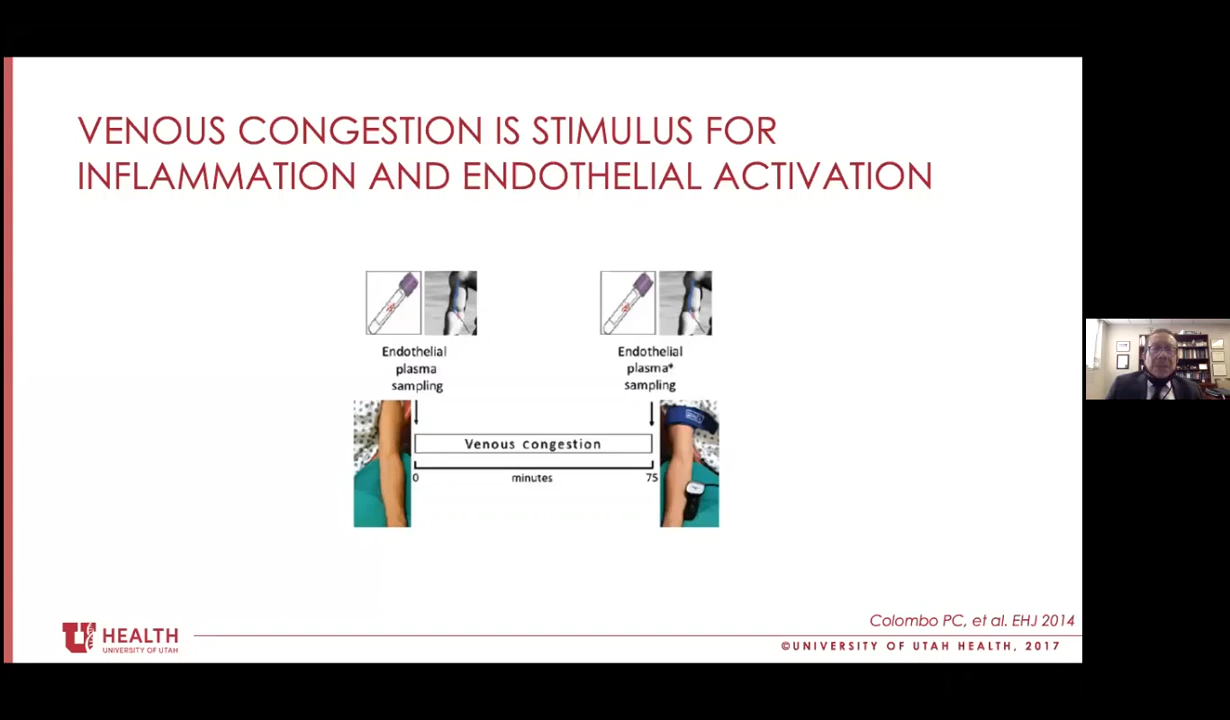 VENOUS CONGESTION IS STIMULUS FOR
INFLAMMATION AND ENDOTHELIAL ACTIVATION
Endothelial
plasma
sampling
Endothelial
plasma*
sampling
Venous congestion
0
minutes
75
Colombo PC, et al. EHJ 2014
U HEALTH
UNIVERSITY OF UTAH
©UNIVERSITY OF UTAH HEALTH, 2017